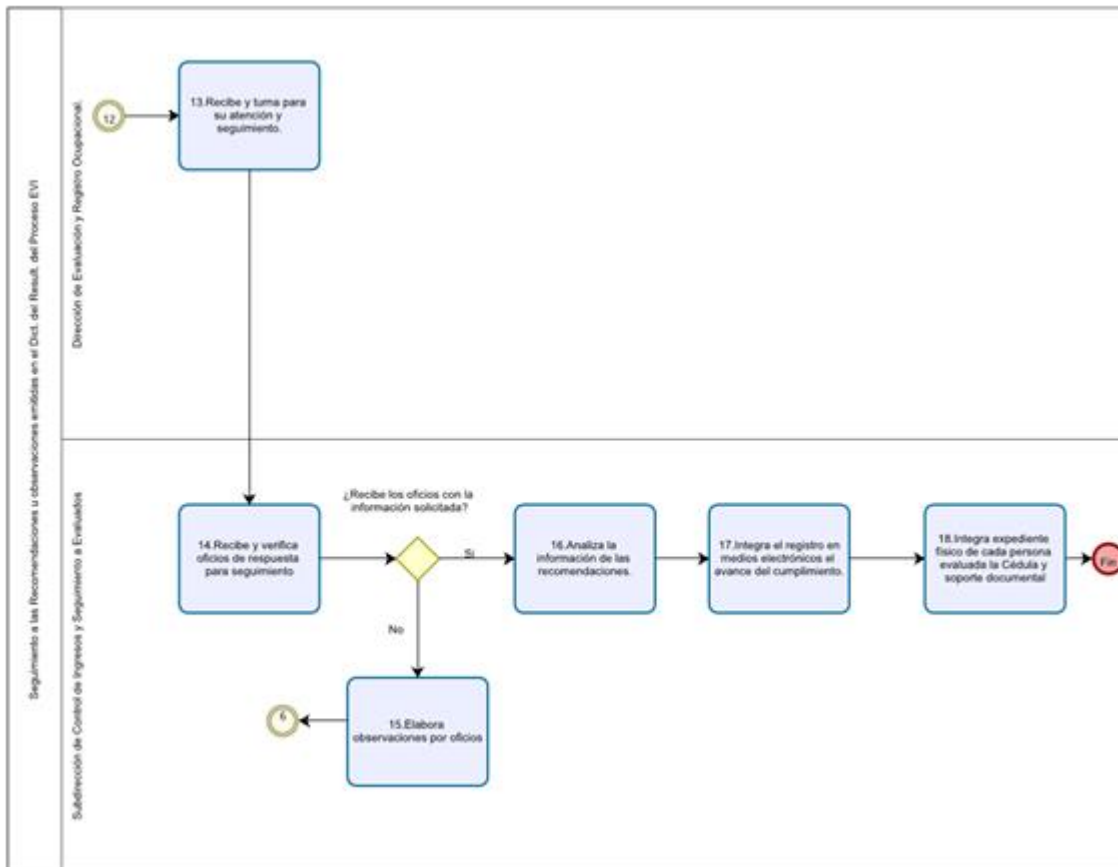 Seguimiento a las Recomendaciones u observaciones emitidas en el Dict. del Result. del Proceso EVI
Dirección de Evaluación y Registro Ocupacional.
12
13.Recibe y turna para
su atención y
seguimiento.
Subdirección de Control de Ingresos y Seguimiento a Evaluados
14.Recibe y verifica
oficios de respuesta
para seguimiento
¿Recibe los oficios con la
información solicitada?
Si
No
16.Analiza la
información de las
recomendaciones.
17.Integra el registro en
medios electrónicos el
avance del cumplimiento.
18.Integra expediente
físico de cada persona
evaluada la Cédula y
soporte documental
Fin
15.Elabora
observaciones por oficios
6